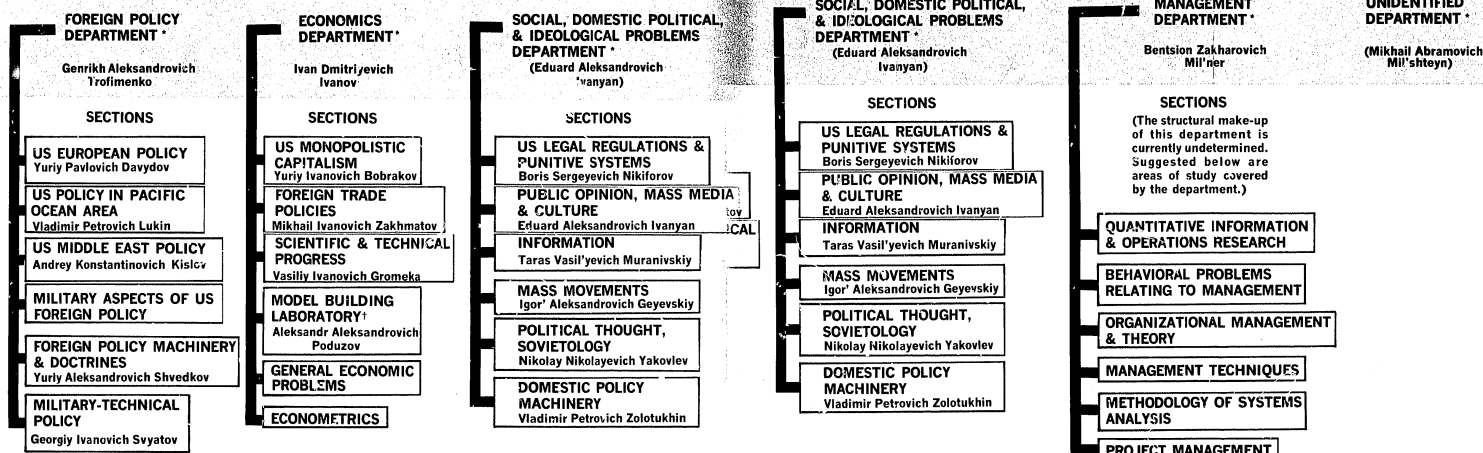 FOREIGN POLICY
DEPARTMENT *
Genrikh Aleksandrovich
Trofimenko
SECTIONS
US EUROPEAN POLICY
Yuriy Pavlovich Davydov
US POLICY IN PACIFIC
OCEAN AREA
Vladimir Petrovich Lukin
US MIDDLE EAST POLICY
Andrey Konstantinovich Kislov
MILITARY ASPECTS OF US
FOREIGN POLICY
FOREIGN POLICY MACHINERY
& DOCTRINES
Yuriy Aleksandrovich Shvedkov
MILITARY-TECHNICAL
POLICY
Georgiy Ivanovich Svyatov
ECONOMICS
DEPARTMENT*
Ivan Dmitriyevich
Ivanov
SECTIONS
US MONOPOLISTIC
CAPITALISM
Yuriy Ivanovich Bobrakov
FOREIGN TRADE
POLICIES
Mikhail Ivanovich Zakhmatov
SCIENTIFIC & TECHNICAL
PROGRESS
Vasiliy Ivanovich Gromeka
MODEL BUILDING
LABORATORY†
Aleksandr Aleksandrovich
Poduzov
GENERAL ECONOMIC
PROBLEMS
ECONOMETRICS
SOCIAL, DOMESTIC POLITICAL,
& IDEOLOGICAL PROBLEMS
DEPARTMENT *
(Eduard Aleksandrovich
Ivanyan)
SECTIONS
US LEGAL REGULATIONS &
PUNITIVE SYSTEMS
Boris Sergeyevich Nikiforov
PUBLIC OPINION, MASS MEDIA
& CULTURE
Eduard Aleksandrovich Ivanyan
tov
CAL
INFORMATION
Taras Vasil'yevich Muranivskiy
MASS MOVEMENTS
Igor' Aleksandrovich Geyevskiy
POLITICAL THOUGHT,
SOVIETOLOGY
Nikolay Nikolayevich Yakovlev
DOMESTIC POLICY
MACHINERY
Vladimir Petrovich Zolotukhin
SOCIAL, DOMESTIC POLITICAL,
& IDEOLOGICAL PROBLEMS
DEPARTMENT *
(Eduard Aleksandrovich
Ivanyan)
SECTIONS
US LEGAL REGULATIONS &
PUNITIVE SYSTEMS
Boris Sergeyevich Nikiforov
PUBLIC OPINION, MASS MEDIA
& CULTURE
Eduard Aleksandrovich Ivanyan
INFORMATION
Taras Vasil'yevich Muranivskiy
MASS MOVEMENTS
Igor' Aleksandrovich Geyevskiy
POLITICAL THOUGHT,
SOVIETOLOGY
Nikolay Nikolayevich Yakovlev
DOMESTIC POLICY
MACHINERY
Vladimir Petrovich Zolotukhin
MANAGEMENT
DEPARTMENT *
Bentsion Zakharovich
Mil'ner
SECTIONS
(The structural make-up
of this department is
currently undetermined.
Suggested below are
areas of study covered
by the department.)
QUANTITATIVE INFORMATION
& OPERATIONS RESEARCH
BEHAVIORAL PROBLEMS
RELATING TO MANAGEMENT
ORGANIZATIONAL MANAGEMENT
& THEORY
MANAGEMENT TECHNIQUES
METHODOLOGY OF SYSTEMS
ANALYSIS
PROJECT MANAGEMENT
UNIDENTIFIED
DEPARTMENT *
(Mikhail Abramovich
Mil'shteyn)